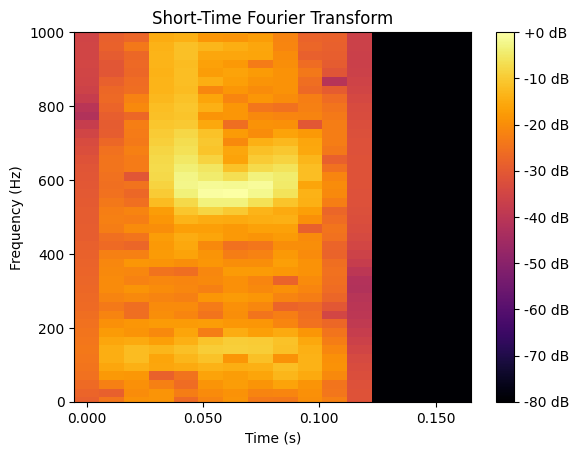 Short-Time Fourier Transform
1000
800
600
400
200
0
Frequency (Hz)
0.000
0.050
0.100
0.150
Time (s)
+0 dB
-10 dB
-20 dB
-30 dB
-40 dB
-50 dB
-60 dB
-70 dB
-80 dB